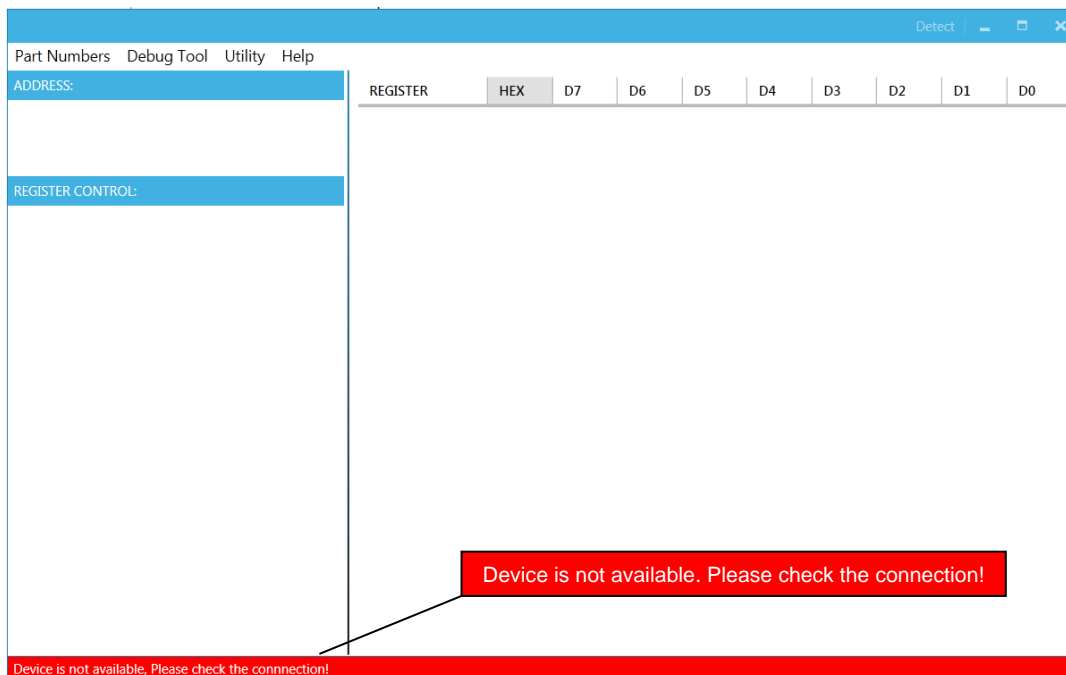 Detect
Part Numbers Debug Tool Utility Help
ADDRESS:
REGISTER HEX D7 D6 D5 D4 D3 D2 D1 D0
REGISTER CONTROL:
Device is not available. Please check the connection!
Device is not available, Please check the connnection!